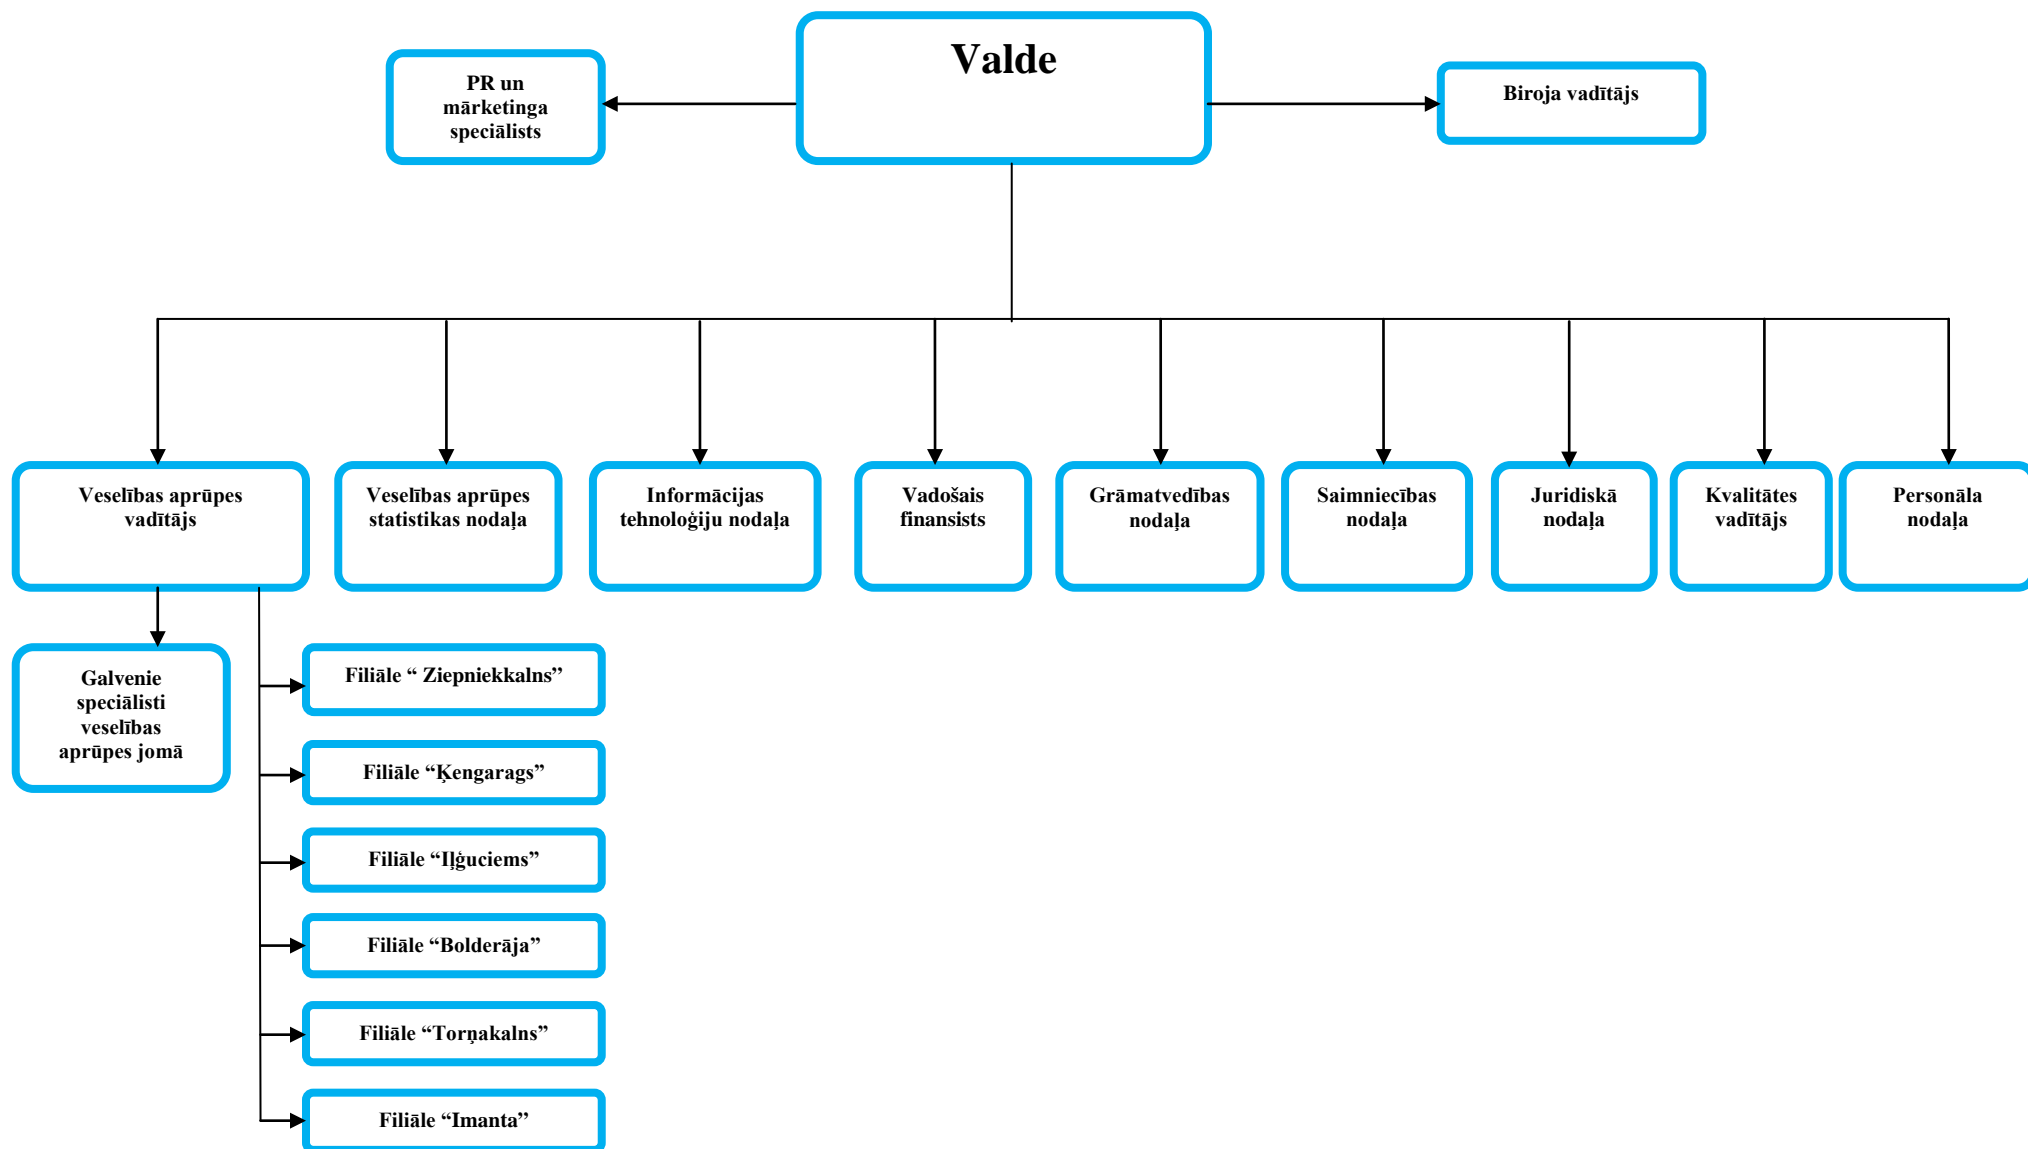 Valde
PR un
mārketinga
speciālists
Biroja vadītājs
Veselības aprūpes
vadītājs
Veselības aprūpes
statistikas nodaļa
Informācijas
tehnoloģiju nodaļa
Vadošais
finansists
Grāmatvedības
nodaļa
Saimniecības
nodaļa
Juridiskā
nodaļa
Kvalitātes
vadītājs
Personāla
nodaļa
Galvenie
speciālisti
veselības
aprūpes jomā
Filiāle “ Ziepniekkalns”
Filiāle “Ķengarags”
Filiāle “Iļģuciems”
Filiāle “Bolderāja”
Filiāle “Torņakalns”
Filiāle “Imanta”